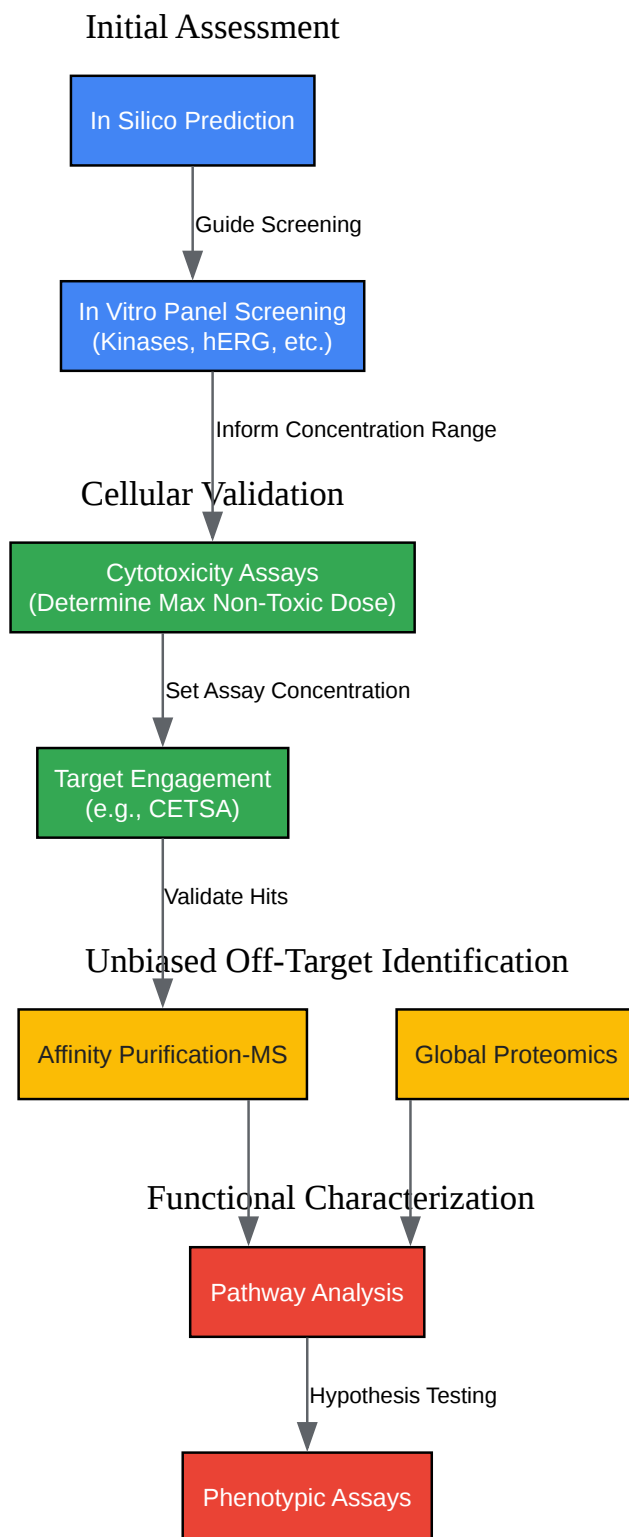 Initial Assessment
In Silico Prediction
Guide Screening
In Vitro Panel Screening
(Kinases, hERG, etc.)
Inform Concentration Range
Cellular Validation
Cytotoxicity Assays
(Determine Max Non-Toxic Dose)
Set Assay Concentration
Target Engagement
(e.g., CETSA)
Validate Hits
Unbiased Off-Target Identification
Affinity Purification-MS
Global Proteomics
Functional Characterization
Pathway Analysis
Hypothesis Testing
Phenotypic Assays